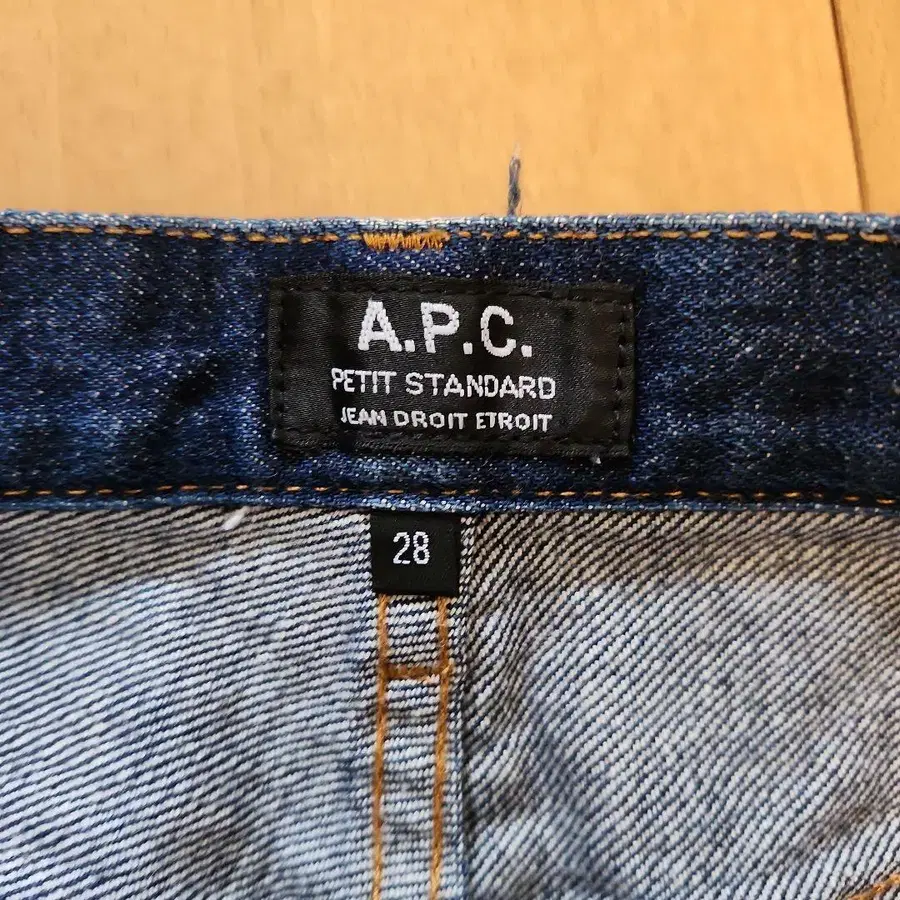 A.P.C.
PETIT STANDARD
JEAN DROIT ETROIT
28